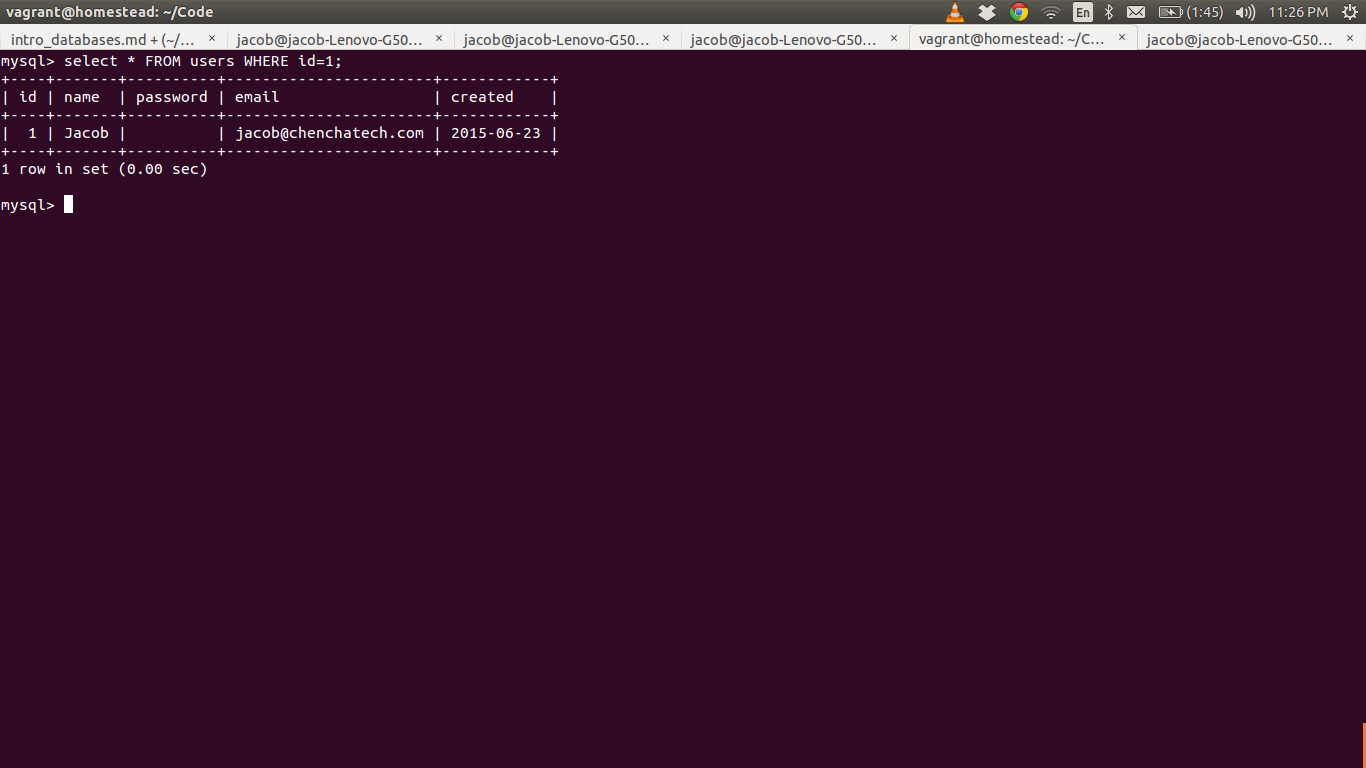 vagrant@homestead: ~/Code
En
(1:45)
11:26 PM
intro_databases.md + (~/... ×
jacob@jacob-Lenovo-G50... ×
jacob@jacob-Lenovo-G50... ×
jacob@jacob-Lenovo-G50... ×
vagrant@homestead: ~/C... ×
jacob@jacob-Lenovo-G50... ×
mysql> select * FROM users WHERE id=1;
+----+-------+----------+-----------------------+------------+
| id | name  | password | email                 | created    |
+----+-------+----------+-----------------------+------------+
|  1 | Jacob |          | jacob@chenchatech.com | 2015-06-23 |
+----+-------+----------+-----------------------+------------+
1 row in set (0.00 sec)
mysql>